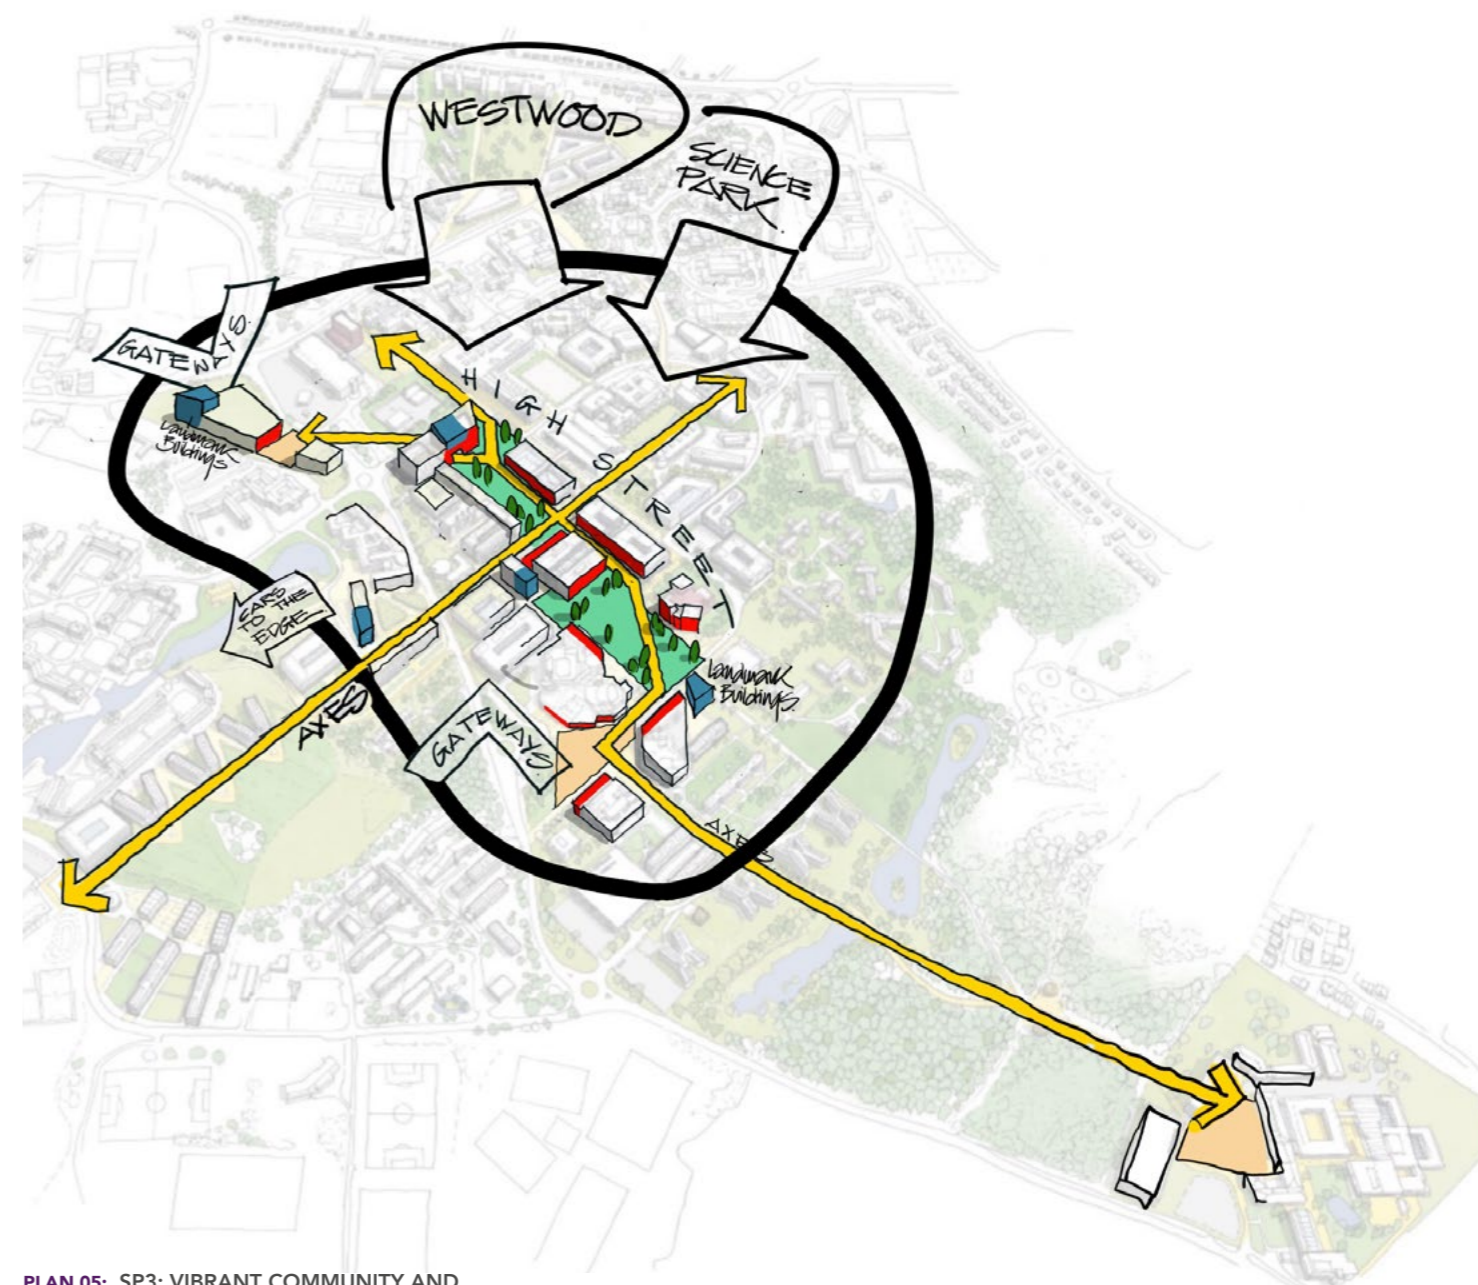 WESTWOOD
SCIENCE
PARK.
GATEWAYS.
Landmark
Buildings
HIGH STREET
CARS
TO THE
EDGE
AXES
GATEWAYS.
Landmark
Buildings.
AXES
PLAN 05: SP3: VIBRANT COMMUNITY AND